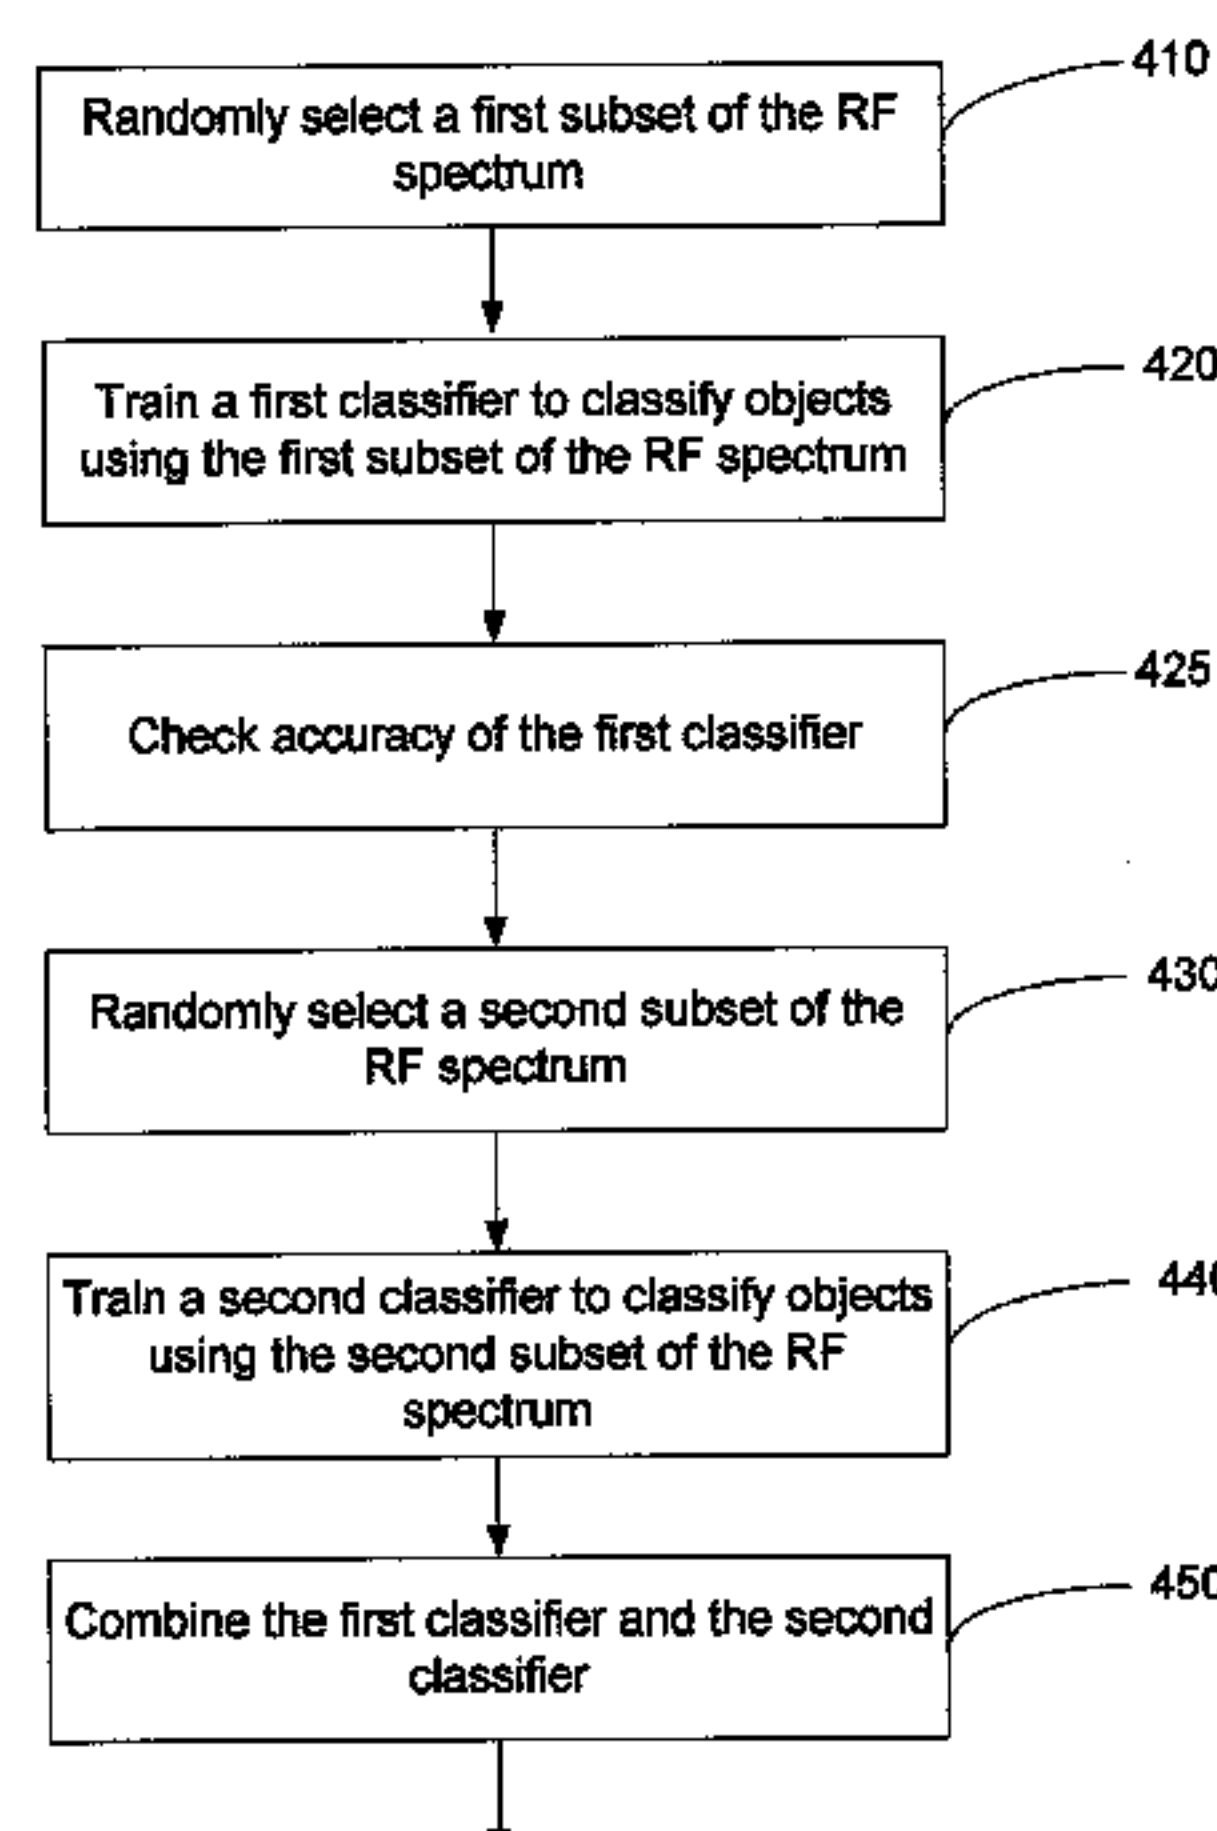 410
Randomly select a first subset of the RF
spectrum
420
Train a first classifier to classify objects
using the first subset of the RF spectrum
425
Check accuracy of the first classifier
430
Randomly select a second subset of the
RF spectrum
440
Train a second classifier to classify objects
using the second subset of the RF
spectrum
450
Combine the first classifier and the second
classifier